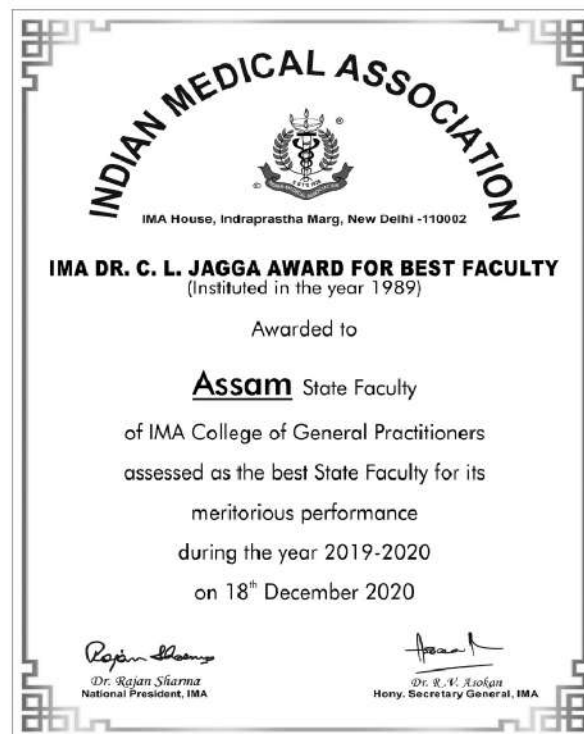 INDIAN MEDICAL ASSOCIATION
IMA House, Indraprastha Marg, New Delhi -110002
IMA DR. C. L. JAGGA AWARD FOR BEST FACULTY
(Instituted in the year 1989)
Awarded to
Assam State Faculty
of IMA College of General Practitioners
assessed as the best State Faculty for its
meritorious performance
during the year 2019-2020
on 18th December 2020
Rajan Sharma
Dr. Rajan Sharma
National President, IMA
Dr. R.V. Asokan
Hony. Secretary General, IMA